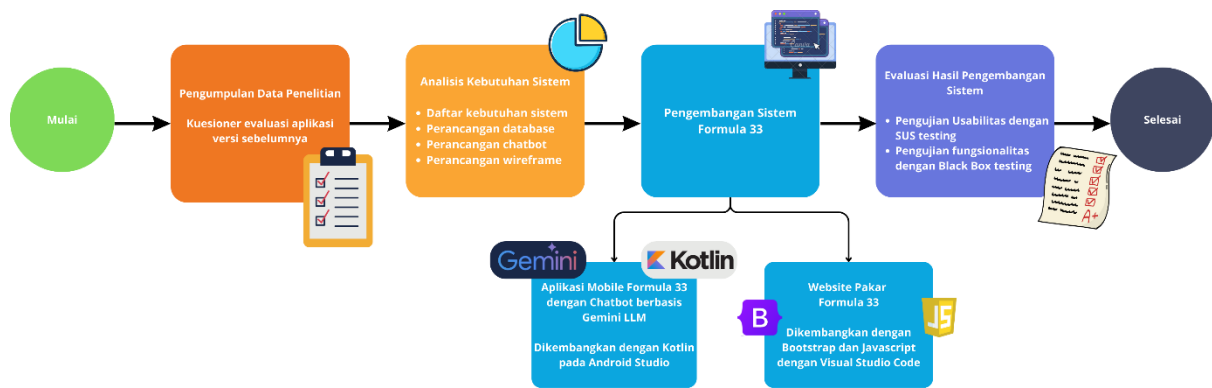 Mulai
Pengumpulan Data Penelitian
Kuesioner evaluasi aplikasi
versi sebelumnya
Analisis Kebutuhan Sistem
• Daftar kebutuhan sistem
• Perancangan database
• Perancangan chatbot
• Perancangan wireframe
Pengembangan Sistem
Formula 33
Evaluasi Hasil Pengembangan
Sistem
• Pengujian Usabilitas dengan
SUS testing
• Pengujian fungsionalitas
dengan Black Box testing
A+
Selesai
Gemini
Kotlin
Aplikasi Mobile Formula 33
dengan Chatbot berbasis
Gemini LLM
Dikembangkan dengan Kotlin
pada Android Studio
B
JS
Website Pakar
Formula 33
Dikembangkan dengan
Bootstrap dan Javascript
dengan Visual Studio Code